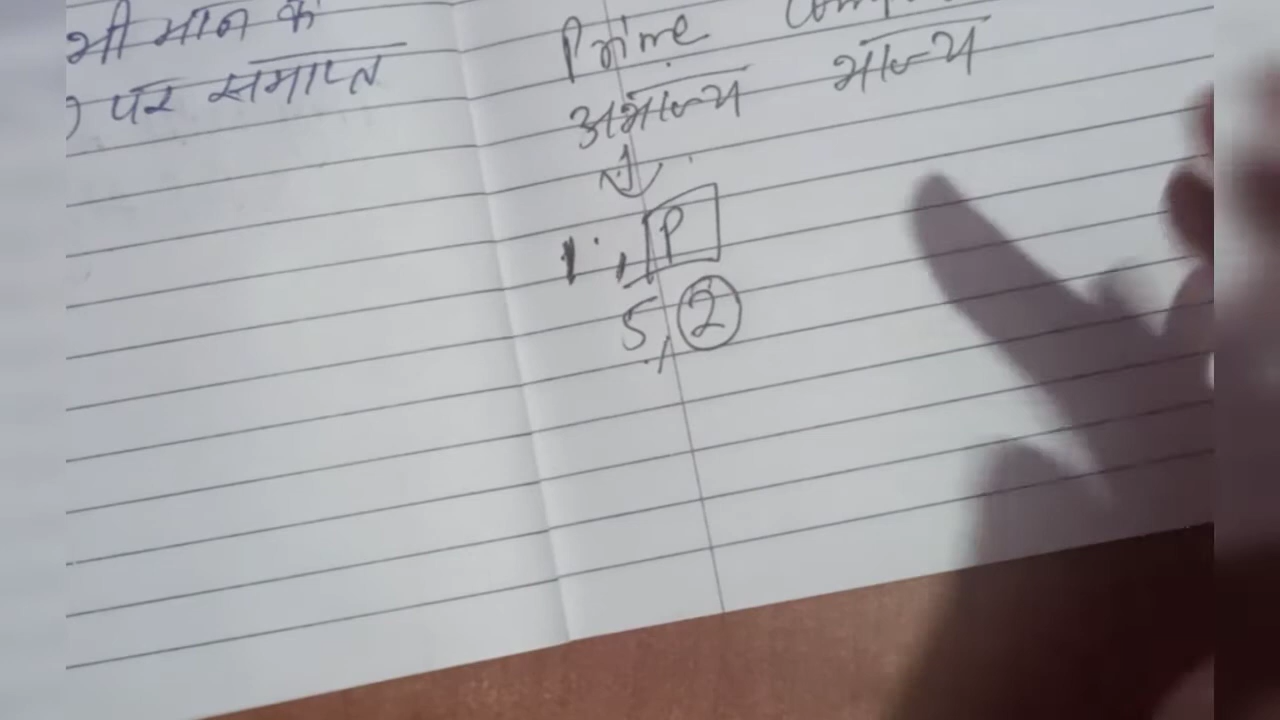 भी मान के
) पर समाप्त
Prime
अभाज्य भाज्य
1, P
5, 2